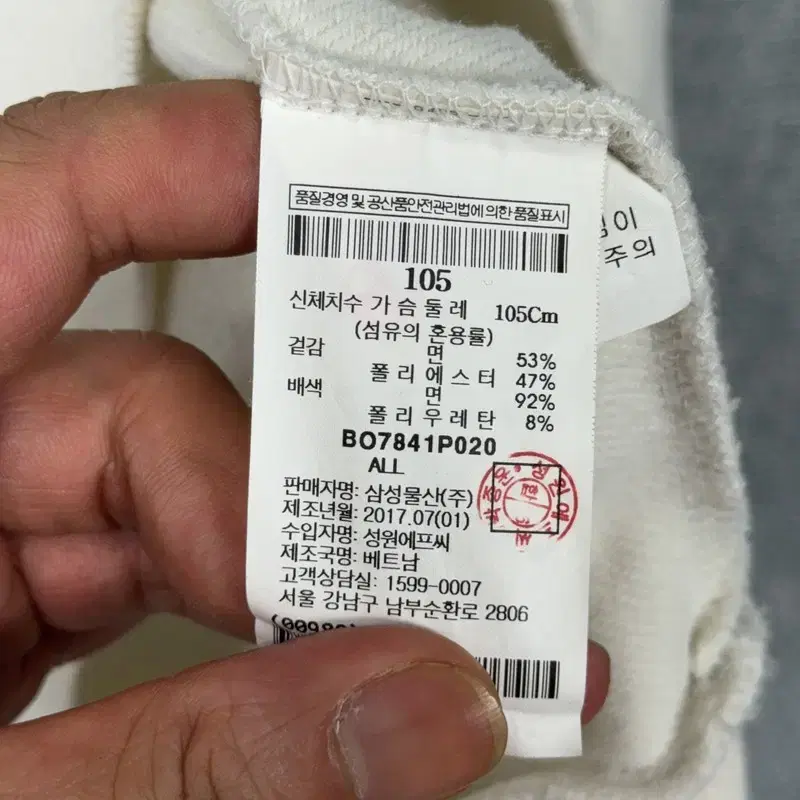 품질경영 및 공산품안전관리법에 의한 품질표시
105
신체치수 가슴둘레 105Cm
(섬유의 혼용률)
겉감 면 53%
폴리에스터 47%
배색 면 92%
폴리우레탄 8%
BO7841P020
ALL
판매자명: 삼성물산(주)
제조년월: 2017.07(01)
수입자명: 성원에프씨
제조국명: 베트남
고객상담실: 1599-0007
서울 강남구 남부순환로 2806
이
주의